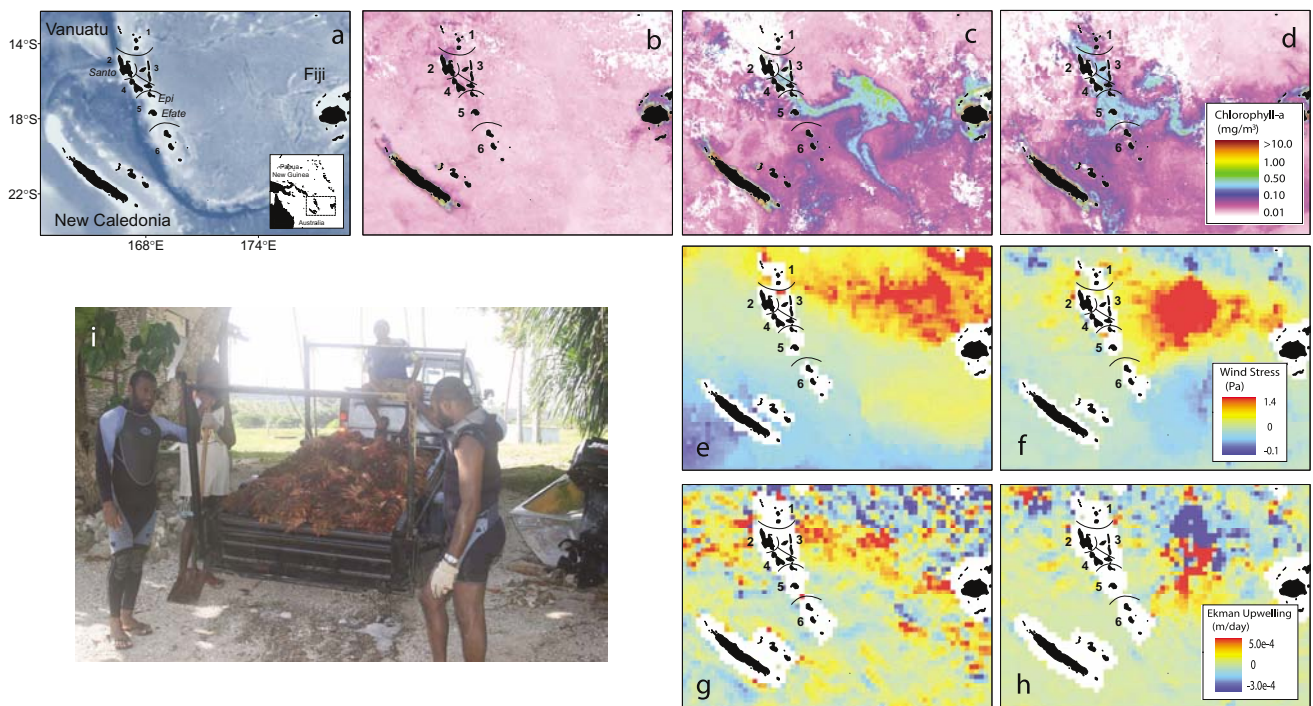 Vanuatu
a
14°S
1
2
3
Santo
4
Fiji
Epi
5
Efate
18°S
6
Papua
New Guinea
Australia
22°S
New Caledonia
168°E
174°E
b
1
2
3
4
5
6
c
1
2
3
4
5
6
d
1
2
3
4
5
6
Chlorophyll-a
(mg/m³)
>10.0
1.00
0.50
0.10
0.01
e
1
2
3
4
5
6
f
1
2
3
4
5
6
Wind Stress
(Pa)
1.4
0
-0.1
g
1
2
3
4
5
6
h
1
2
3
4
5
6
Ekman Upwelling
(m/day)
5.0e-4
0
-3.0e-4
i